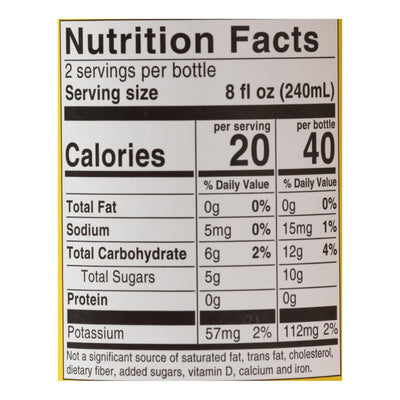 Nutrition Facts
2 servings per bottle
Serving size 8 fl oz (240mL)
per serving per bottle
Calories 20 40
% Daily Value % Daily Value
Total Fat 0g 0% 0g 0%
Sodium 5mg 0% 15mg 1%
Total Carbohydrate 6g 2% 12g 4%
Total Sugars 5g 10g
Protein 0g 0g
Potassium 57mg 2% 112mg 2%
Not a significant source of saturated fat, trans fat, cholesterol,
dietary fiber, added sugars, vitamin D, calcium and iron.